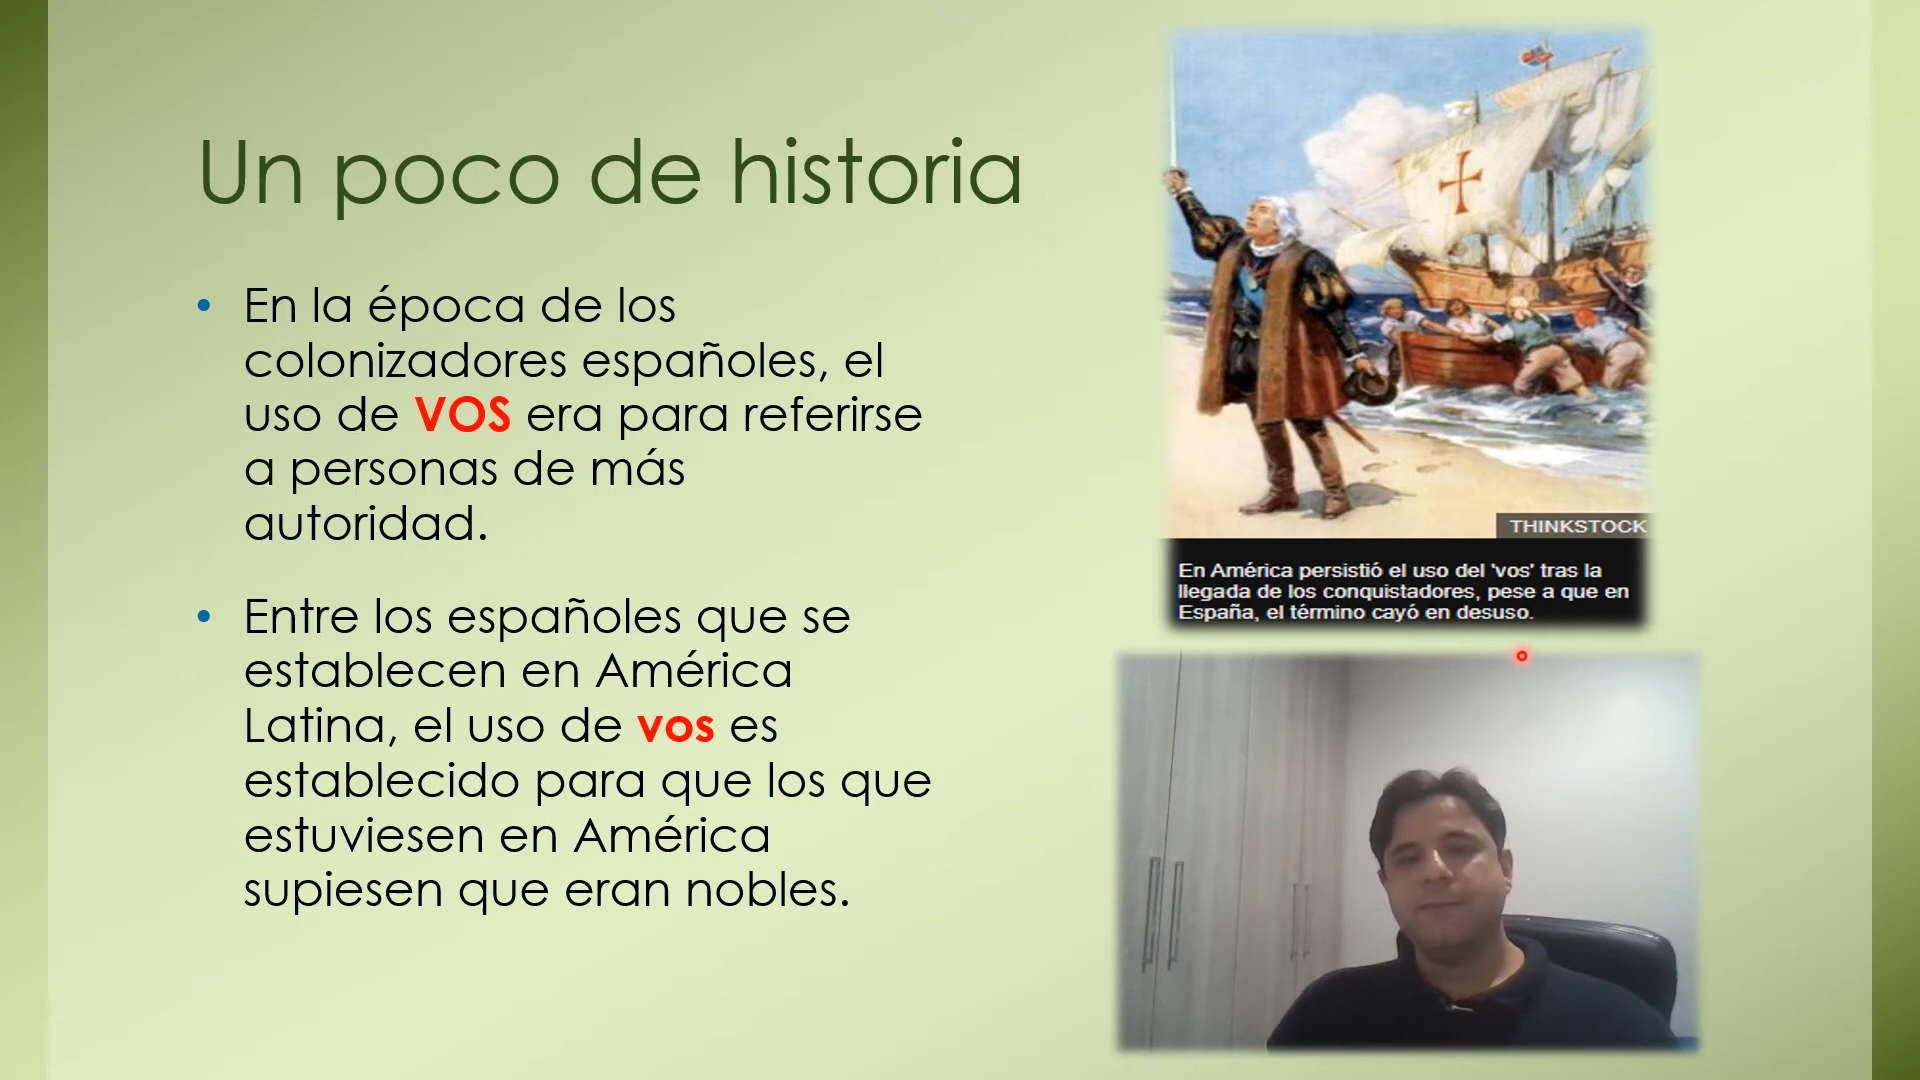 Un poco de historia
En la época de los
colonizadores españoles, el
uso de VOS era para referirse
a personas de más
autoridad.
Entre los españoles que se
establecen en América
Latina, el uso de vos es
establecido para que los que
estuviesen en América
supiesen que eran nobles.
THINKSTOCK
En América persistió el uso del 'vos' tras la
llegada de los conquistadores, pese a que en
España, el término cayó en desuso.